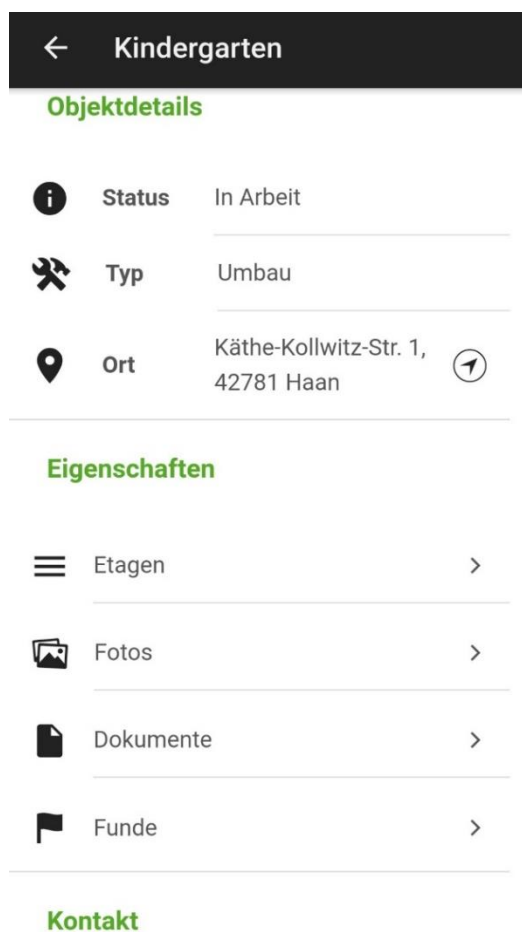 Kindergarten
Objektdetails
Status In Arbeit
Typ Umbau
Ort Käthe-Kollwitz-Str. 1,
42781 Haan
Eigenschaften
Etagen
Fotos
Dokumente
Funde
Kontakt